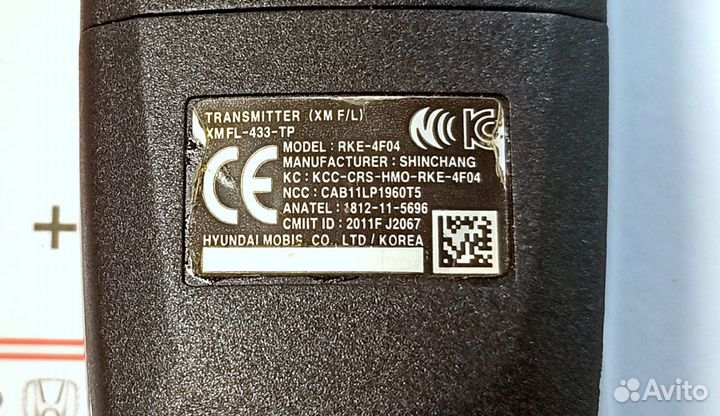 TRANSMITTER (XM F/L)
XMFL-433-TP
MODEL : RKE-4F04
MANUFACTURER : SHINCHANG
KC : KCC-CRS-HMO-RKE-4F04
NCC : CAB11LP1960T5
ANATEL : 1812-11-5696
CMIIT ID : 2011F J2067
HYUNDAI MOBIS. CO., LTD / KOREA
CE
KC
+
Avito